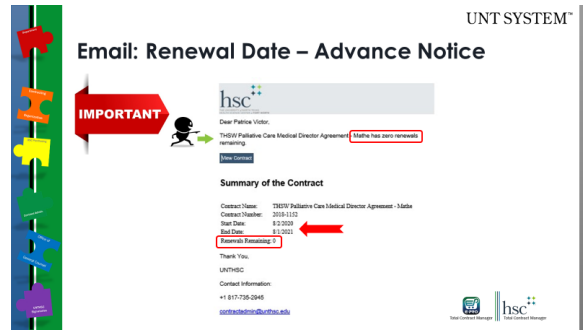 UNT SYSTEM™
Email: Renewal Date – Advance Notice
IMPORTANT
hsc
Dear Patrice Victor,
THSW Palliative Care Medical Director Agreement - Mathe has zero renewals
remaining.
View Contract
Summary of the Contract
Contract Name: THSW Palliative Care Medical Director Agreement - Mathe
Contract Number: 2018-1152
Start Date: 8/2/2020
End Date: 8/1/2021
Renewals Remaining: 0
Thank You,
UNTHSC
Contact Information:
+1 817-735-2945
contractadmin@unthsc.edu
hsc
Total Contract Manager
Total Contract Manager